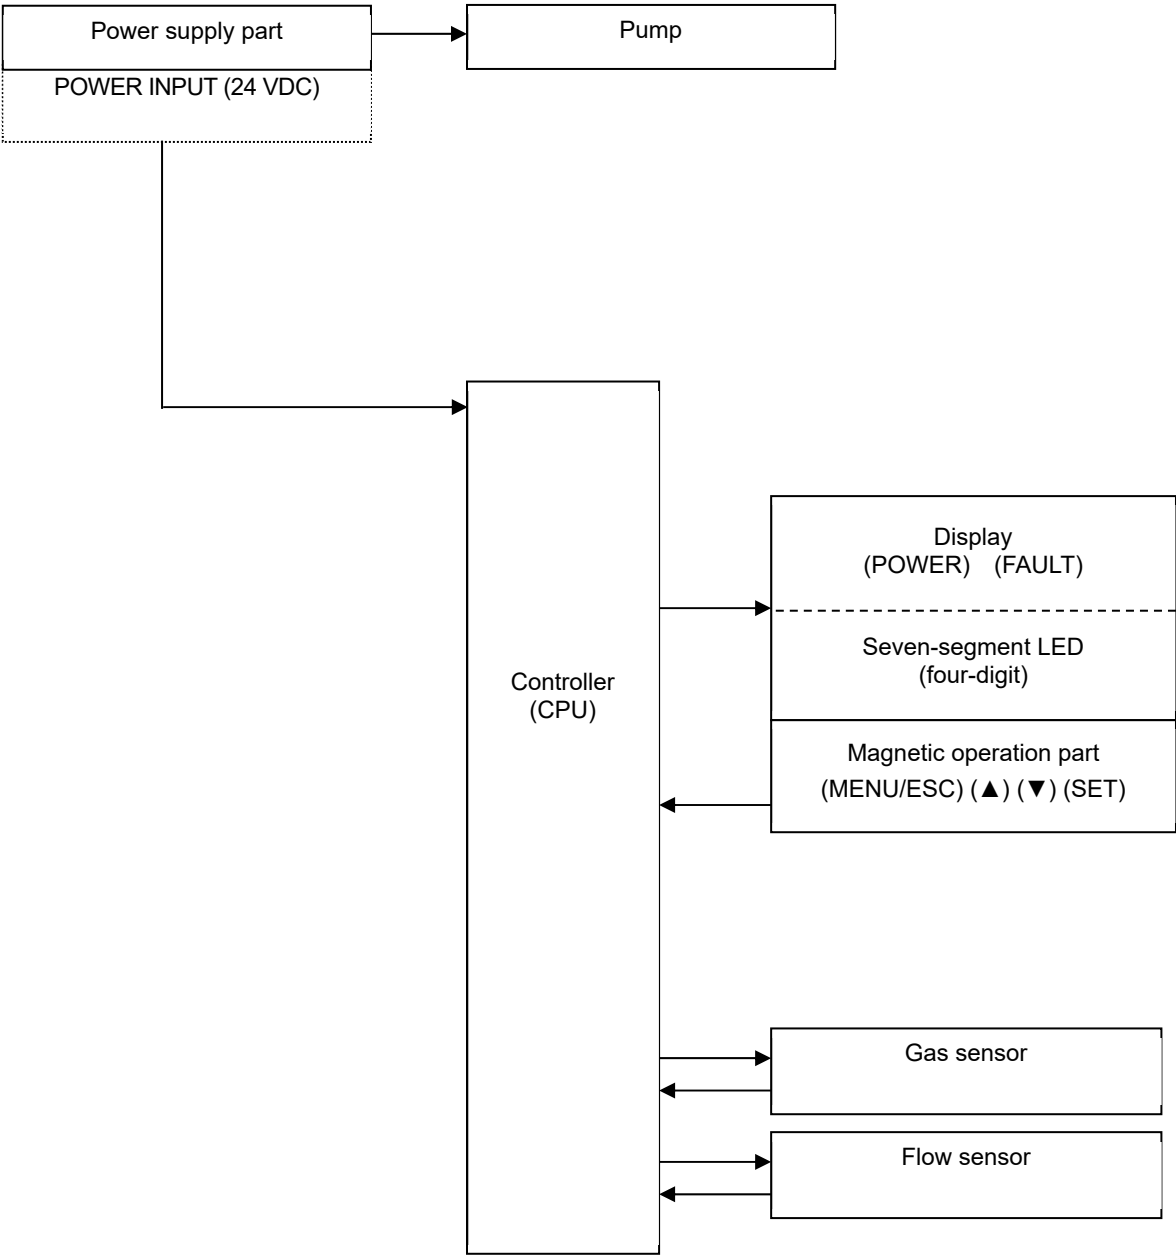 Power supply part
Pump
POWER INPUT (24 VDC)
Display
(POWER) (FAULT)
Seven-segment LED
(four-digit)
Controller
(CPU)
Magnetic operation part
(MENU/ESC) (▲) (▼) (SET)
Gas sensor
Flow sensor